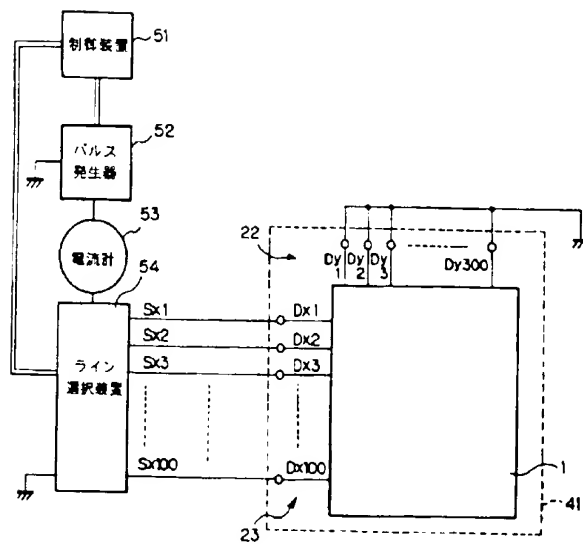 51
制御装置
52
パルス
発生器
53
電流計
54
ライン
選択装置
Sx1
Sx2
Sx3
Sx100
22
Dy
1
Dy
2
Dy
3
Dy300
Dx1
Dx2
Dx3
Dx100
23
1
41